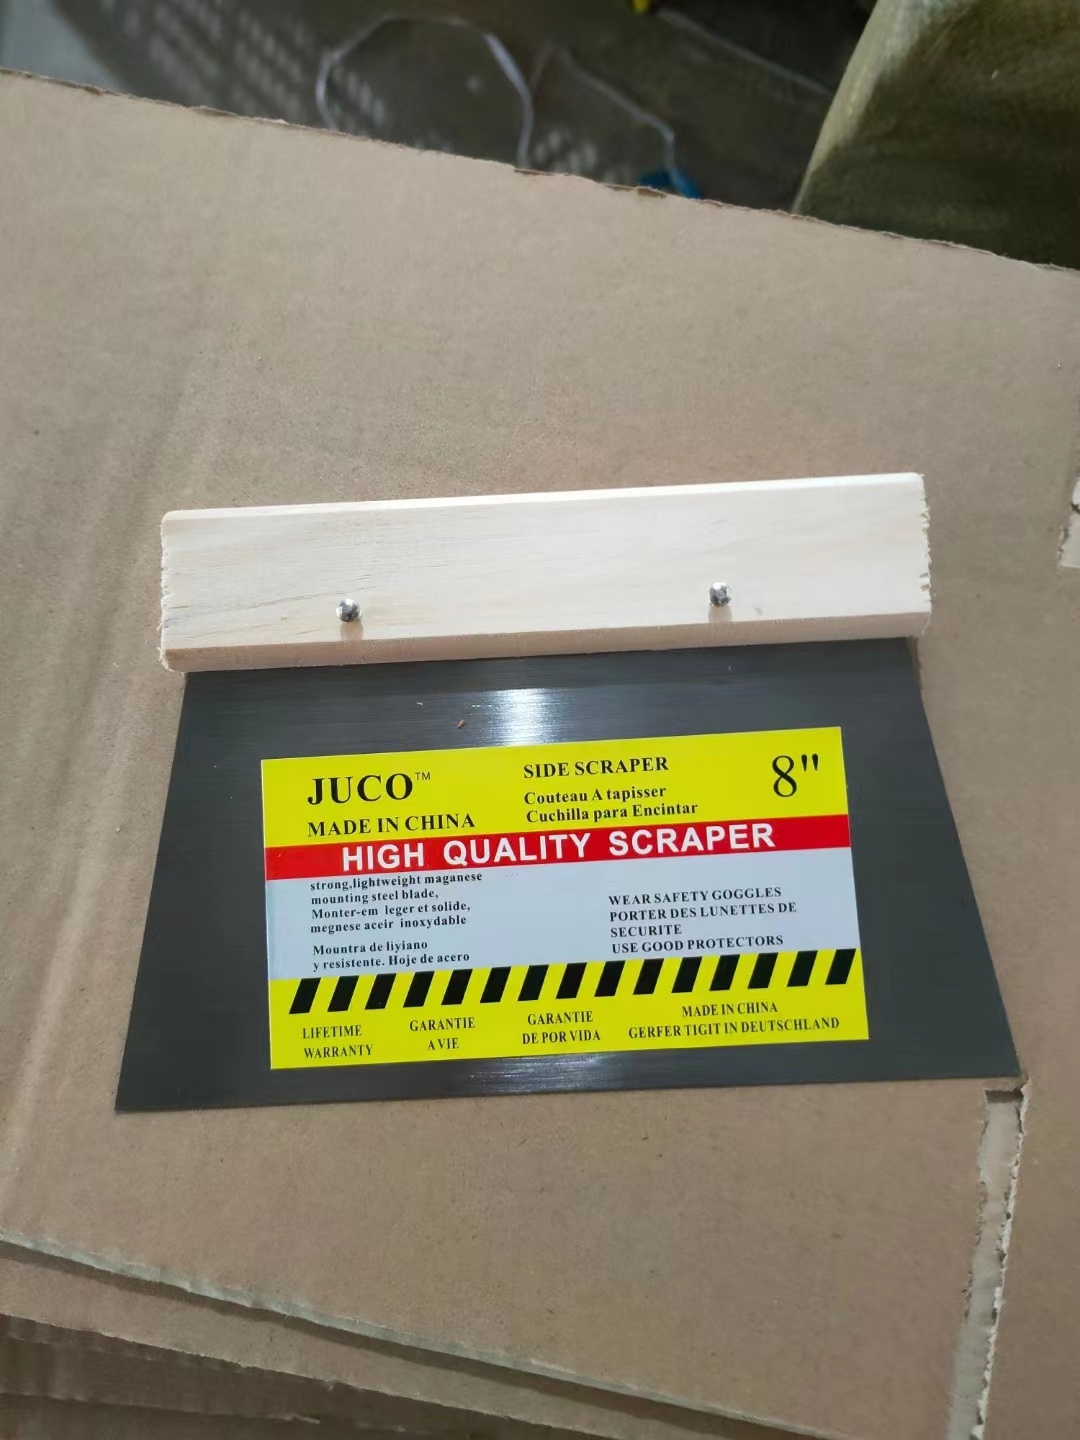 JUCO™
MADE IN CHINA
SIDE SCRAPER
Couteau A tapisser
Cuchilla para Encintar
8"
HIGH QUALITY SCRAPER
strong,lightweight maganese
mounting steel blade,
Monter-em leger et solide,
megnese aceir inoxydable
Mountra de liyiano
y resistente. Hoje de acero
WEAR SAFETY GOGGLES
PORTER DES LUNETTES DE
SECURITE
USE GOOD PROTECTORS
LIFETIME
WARRANTY
GARANTIE
A VIE
GARANTIE
DE POR VIDA
MADE IN CHINA
GERFER TIGIT IN DEUTSCHLAND